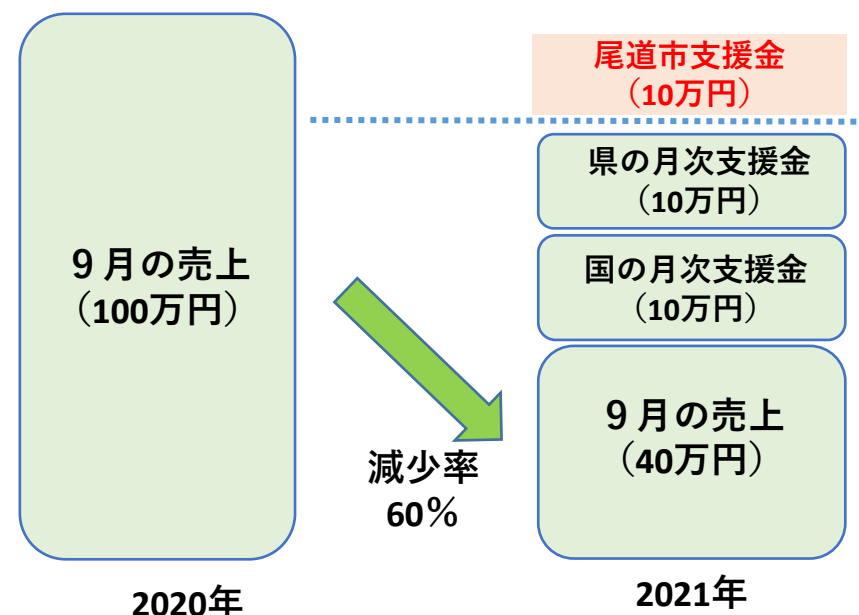 ９月の売上
（100万円）
2020年
減少率
60％
尾道市支援金
（10万円）
県の月次支援金
（10万円）
国の月次支援金
（10万円）
９月の売上
（40万円）
2021年